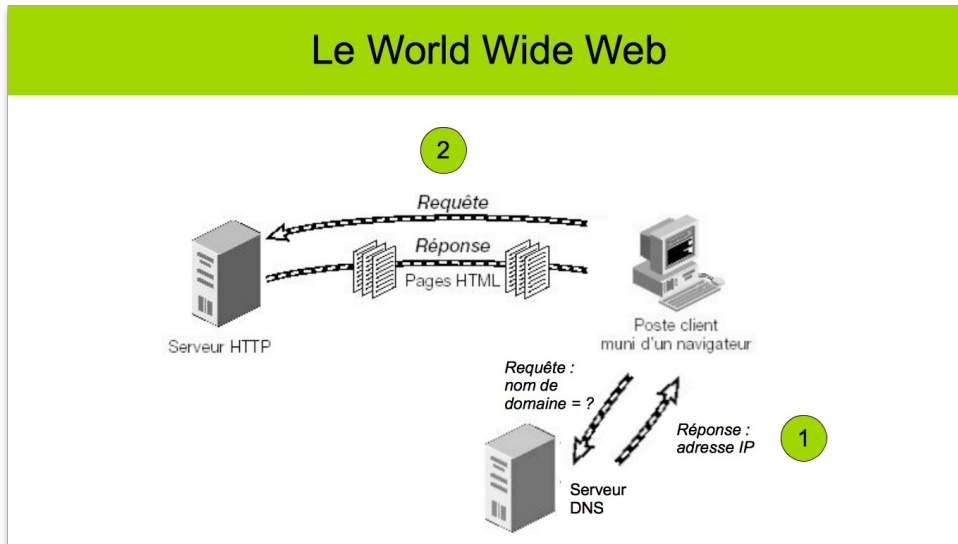 Le World Wide Web
2
Requête
Réponse
Pages HTML
Serveur HTTP
Poste client
muni d'un navigateur
Requête :
nom de
domaine = ?
Réponse :
adresse IP
1
Serveur
DNS